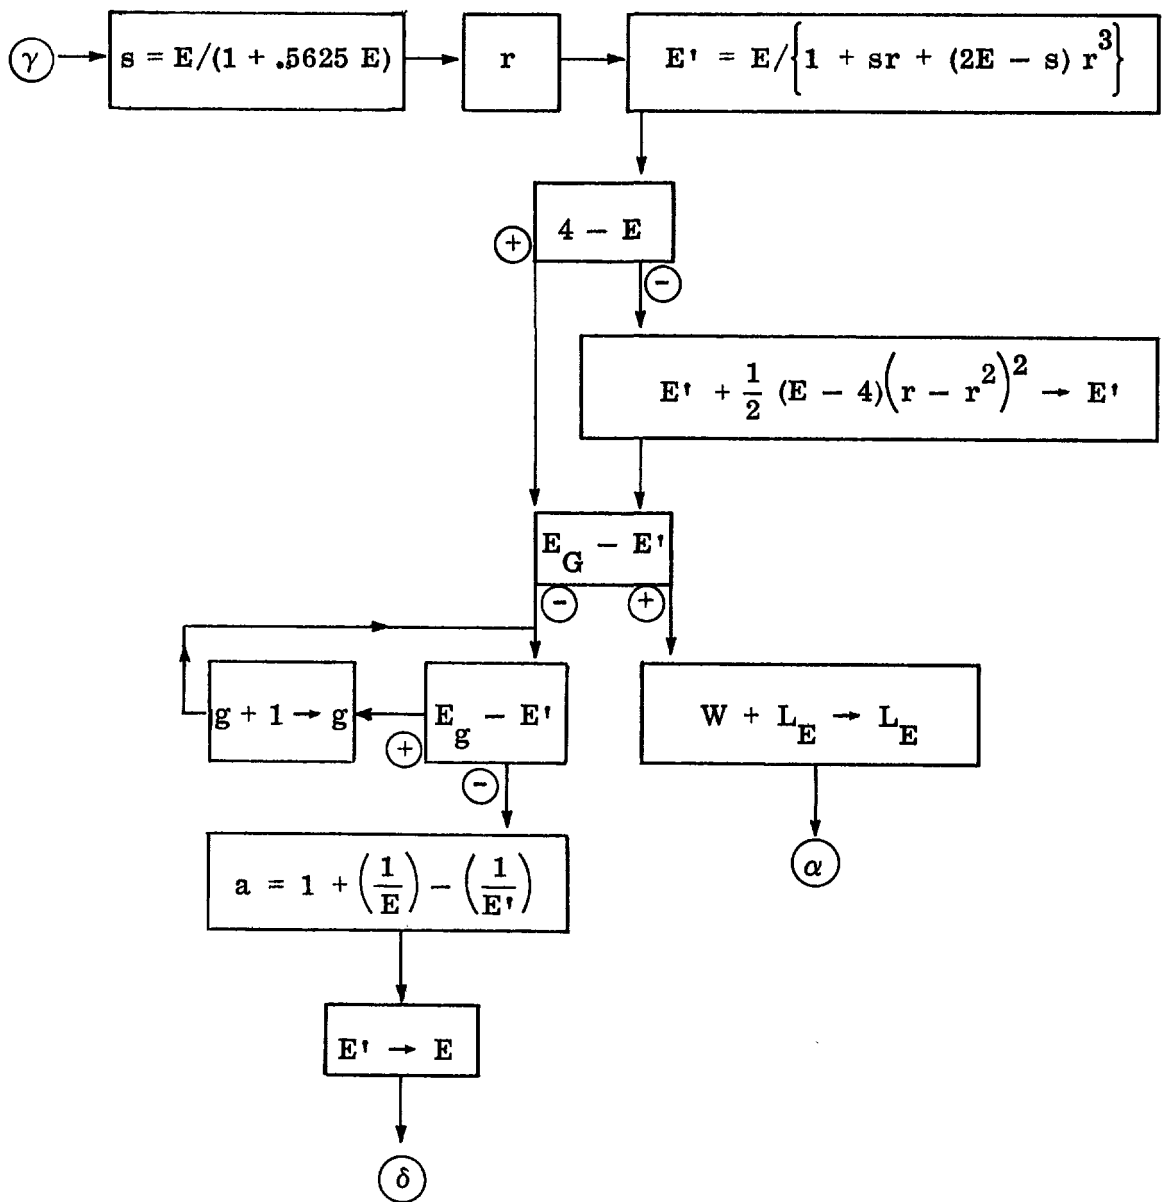 γ
s = E/(1 + .5625 E)
r
E' = E/{1 + sr + (2E − s) r³}
4 − E
+
−
E' + 1/2 (E − 4)(r − r²)² → E'
E_G − E'
−
+
g + 1 → g
E_g − E'
+
−
W + L_E → L_E
a = 1 + (1/E) − (1/E')
α
E' → E
δ